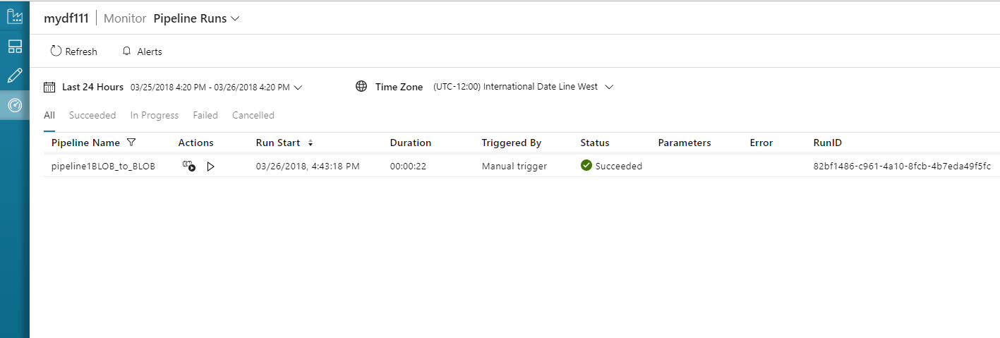 mydf111 Monitor Pipeline Runs
Refresh Alerts
Last 24 Hours 03/25/2018 4:20 PM - 03/26/2018 4:20 PM Time Zone (UTC-12:00) International Date Line West
All Succeeded In Progress Failed Cancelled
Pipeline Name Actions Run Start Duration Triggered By Status Parameters Error RunID
pipeline1BLOB_to_BLOB 03/26/2018, 4:43:18 PM 00:00:22 Manual trigger Succeeded 82bf1486-c961-4a10-8fcb-4b7eda49f5fc